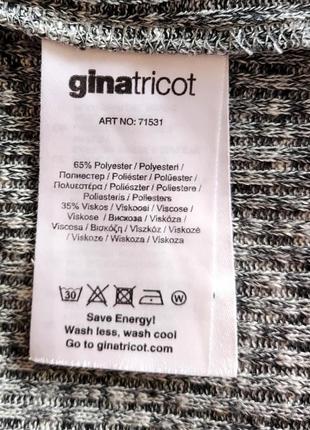 ginatricot
ART NO: 71531
65% Polyester / Polyesteri /
Полиестер / Poliester / Polüester /
Πολυεστέρα / Poliészter / Poliestere /
Poliesteris / Poliesters
35% Viskos / Viskoosi / Viscose /
Viskose / Вискоза / Viskóza /
Viscosa / Βισκόζη / Viszkóz / Viskozė /
Viskoze / Wiskoza / Viskoza
30 W
Save Energy!
Wash less, wash cool
Go to ginatricot.com